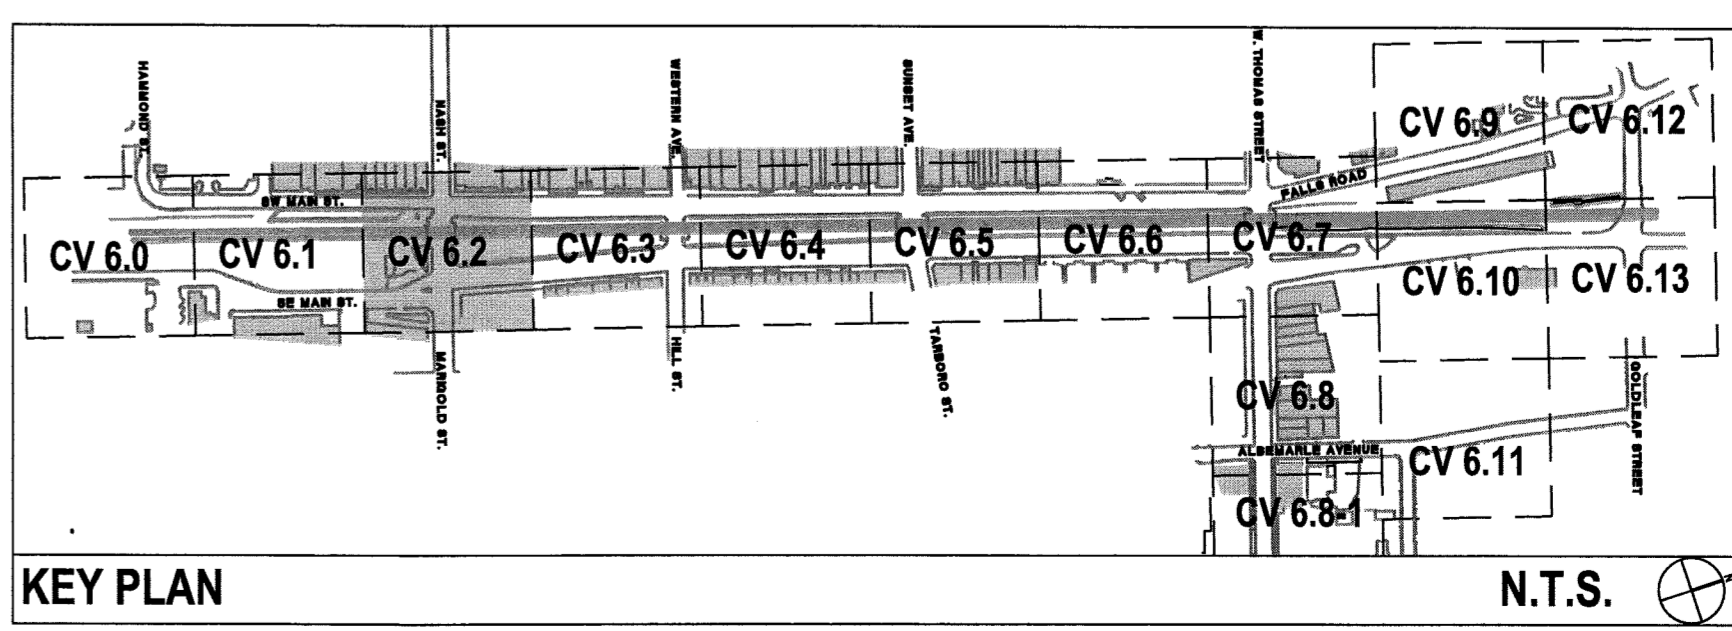 HAMMOND ST.
NASH ST.
WESTERN AVE.
SUNSET AVE.
W. THOMAS STREET
CV 6.9
CV 6.12
FALLS ROAD
SW MAIN ST.
CV 6.0
CV 6.1
CV 6.2
CV 6.3
CV 6.4
CV 6.5
CV 6.6
CV 6.7
CV 6.10
CV 6.13
SE MAIN ST.
MARIGOLD ST.
HILL ST.
TARBORO ST.
GOLDLEAF STREET
CV 6.8
ALBEMARLE AVENUE
CV 6.11
CV 6.8-1
KEY PLAN
N.T.S.
N